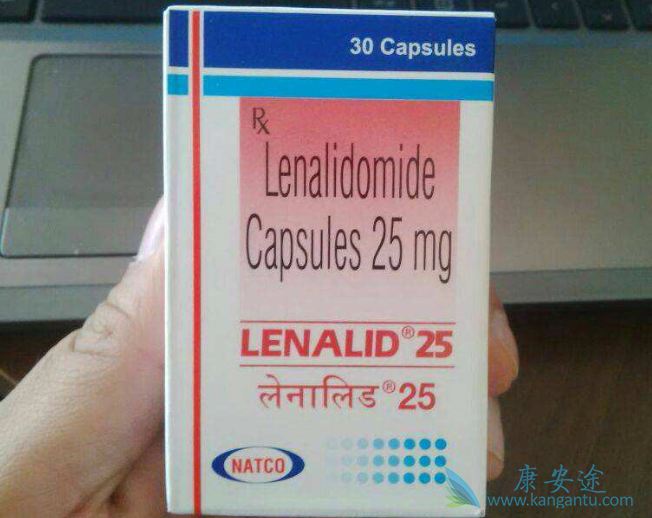 30 Capsules
Rx
Lenalidomide
Capsules 25 mg
LENALID® 25
लेनालिड® 25
NATCO
康安途
www.kangantu.com